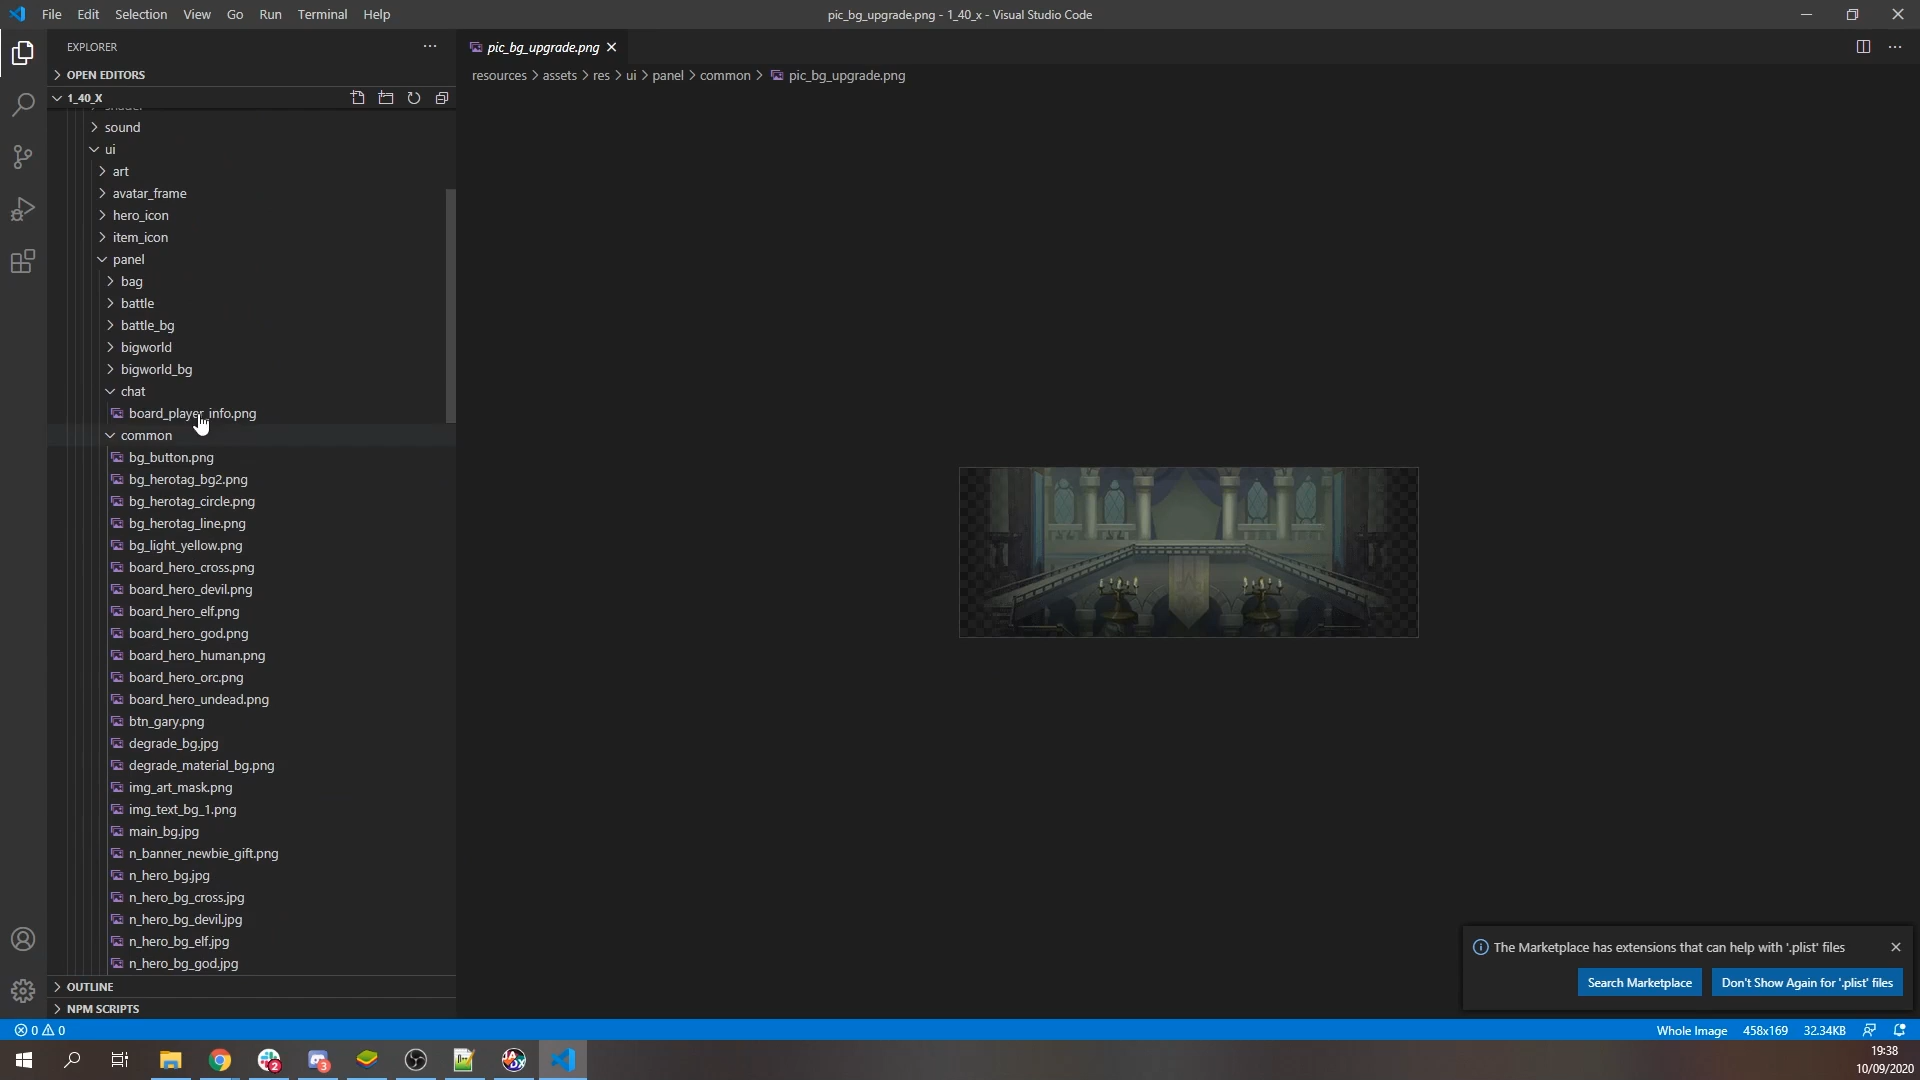 File Edit Selection View Go Run Terminal Help
pic_bg_upgrade.png - 1_40_x - Visual Studio Code
EXPLORER
pic_bg_upgrade.png
OPEN EDITORS
resources > assets > res > ui > panel > common > pic_bg_upgrade.png
1_40_X
sound
ui
art
avatar_frame
hero_icon
item_icon
panel
bag
battle
battle_bg
bigworld
bigworld_bg
chat
board_player_info.png
common
bg_button.png
bg_herotag_bg2.png
bg_herotag_circle.png
bg_herotag_line.png
bg_light_yellow.png
board_hero_cross.png
board_hero_devil.png
board_hero_elf.png
board_hero_god.png
board_hero_human.png
board_hero_orc.png
board_hero_undead.png
btn_gary.png
degrade_bg.jpg
degrade_material_bg.png
img_art_mask.png
img_text_bg_1.png
main_bg.jpg
n_banner_newbie_gift.png
n_hero_bg.jpg
n_hero_bg_cross.jpg
n_hero_bg_devil.jpg
n_hero_bg_elf.jpg
n_hero_bg_god.jpg
The Marketplace has extensions that can help with '.plist' files
Search Marketplace
Don't Show Again for '.plist' files
OUTLINE
NPM SCRIPTS
0 0
Whole Image 458x169 32.34KB
2
3
19:38
10/09/2020